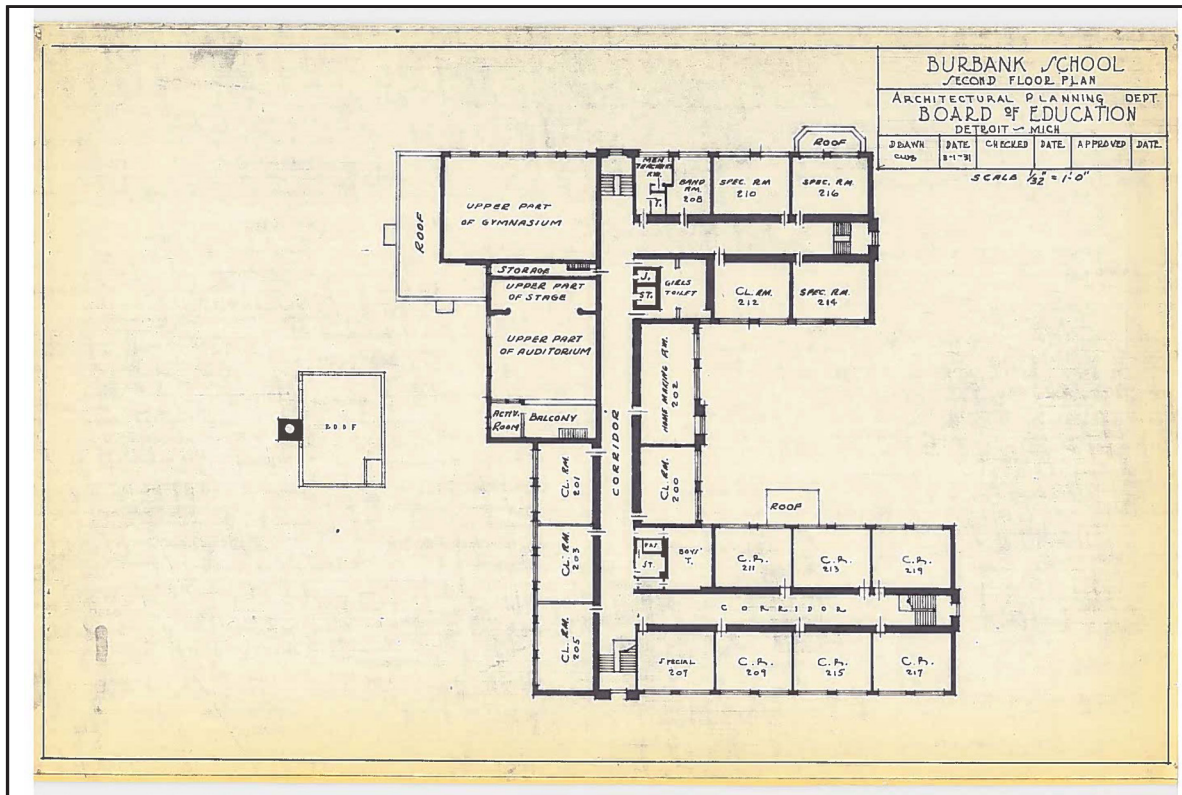 BURBANK SCHOOL
SECOND FLOOR PLAN
ARCHITECTURAL PLANNING DEPT.
BOARD OF EDUCATION
DETROIT ~ MICH
DRAWN
DATE
CHECKED
DATE
APPROVED
DATE
8-1-31
SCALE 1/32" = 1'-0"
ROOF
MEN
TEACHERS
RM.
T.
BAND
RM.
208
SPEC. RM
210
SPEC. RM.
216
UPPER PART
OF GYMNASIUM
ROOF
STORAGE
UPPER PART
OF STAGE
J.
ST.
GIRLS
TOILET
CL. RM.
212
SPEC. RM.
214
UPPER PART
OF AUDITORIUM
HOME MAKING RM.
202
ACTIV.
ROOM
BALCONY
ROOF
CORRIDOR
CL. RM.
201
CL. RM.
200
ROOF
CL. RM.
203
ST.
BOYS'
T.
C.R.
211
C.R.
213
C.R.
219
CORRIDOR
CL. RM.
205
SPECIAL
207
C.R.
209
C.R.
215
C.R.
217